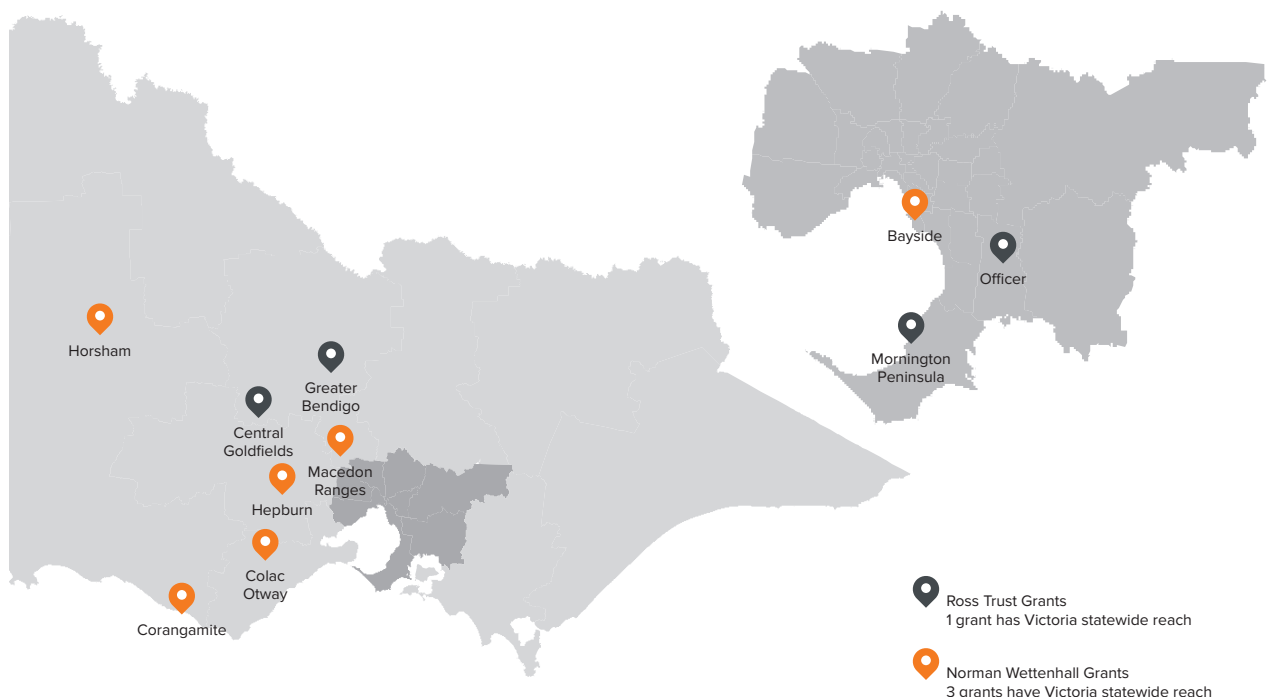 Bayside
Officer
Mornington
Peninsula
Horsham
Greater
Bendigo
Central
Goldfields
Macedon
Ranges
Hepburn
Colac
Otway
Corangamite
Ross Trust Grants
1 grant has Victoria statewide reach
Norman Wettenhall Grants
3 grants have Victoria statewide reach